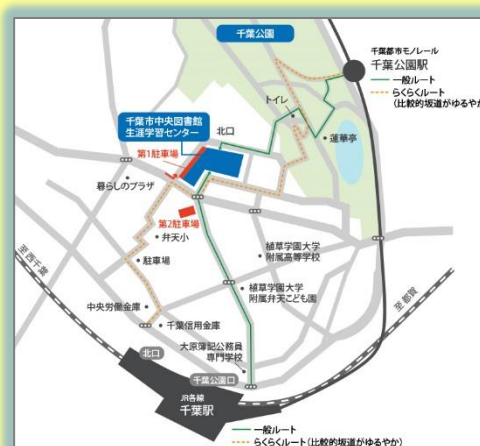 千葉公園
千葉都市モノレール
千葉公園駅
一般ルート
らくらくルート
(比較的坂道がゆるやか)
トイレ
千葉市中央図書館
生涯学習センター
北口
蓮華亭
第1駐車場
暮らしのプラザ
第2駐車場
弁天小
植草学園大学
附属高等学校
駐車場
至西千葉
植草学園大学
附属弁天こども園
至都賀
中央労働金庫
千葉信用金庫
大原簿記公務員
専門学校
北口
千葉公園口
JR各線
千葉駅
一般ルート
らくらくルート(比較的坂道がゆるやか)